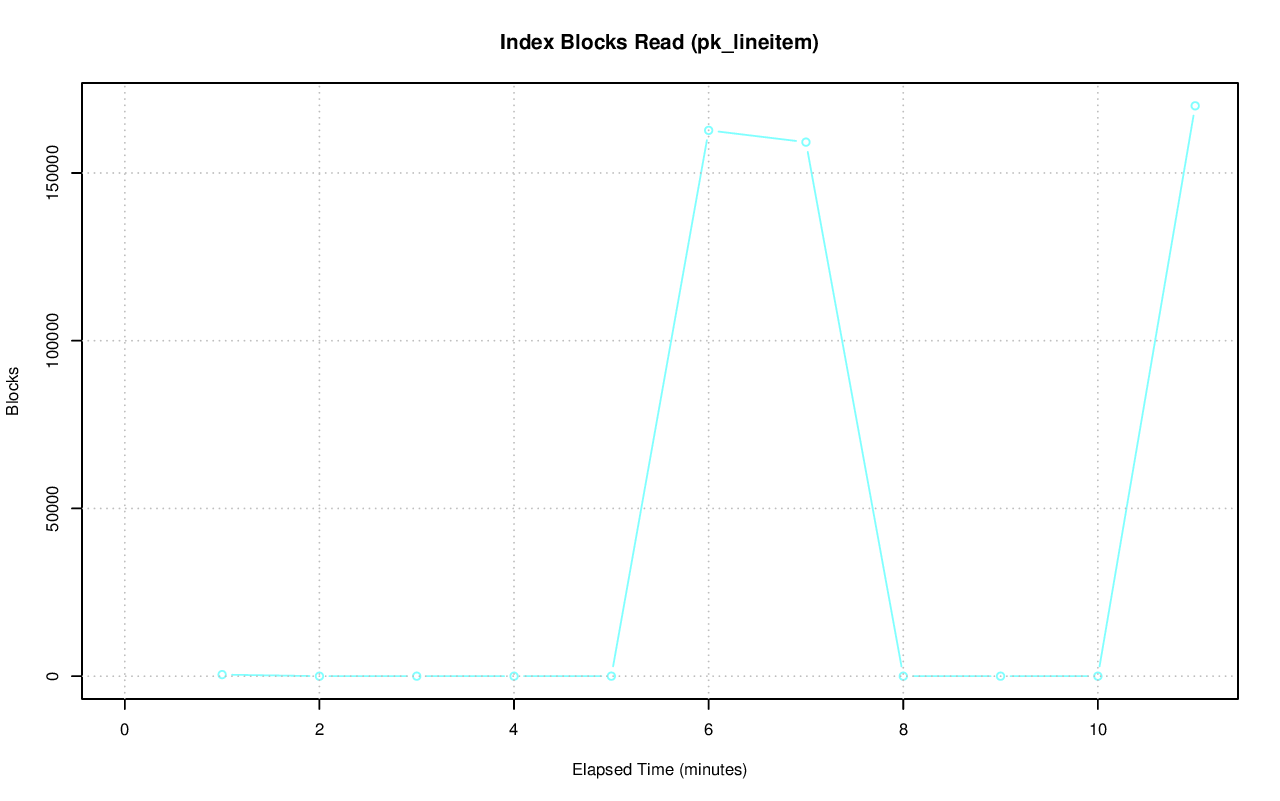 Index Blocks Read (pk_lineitem)
Blocks
150000
100000
50000
0
0 2 4 6 8 10
Elapsed Time (minutes)